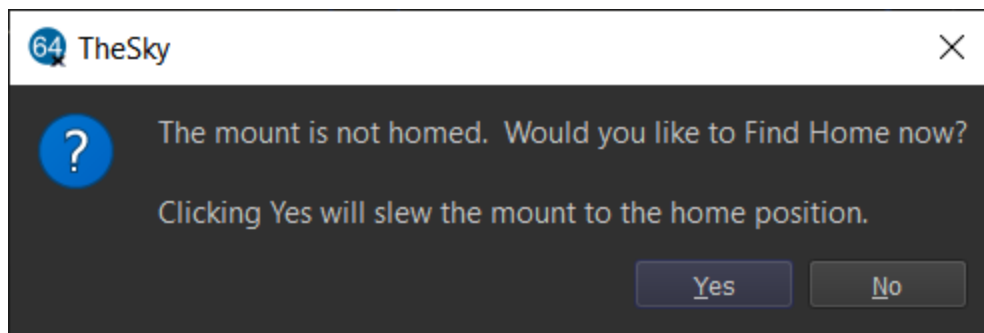 64 TheSky
The mount is not homed.  Would you like to Find Home now?
Clicking Yes will slew the mount to the home position.
Yes No